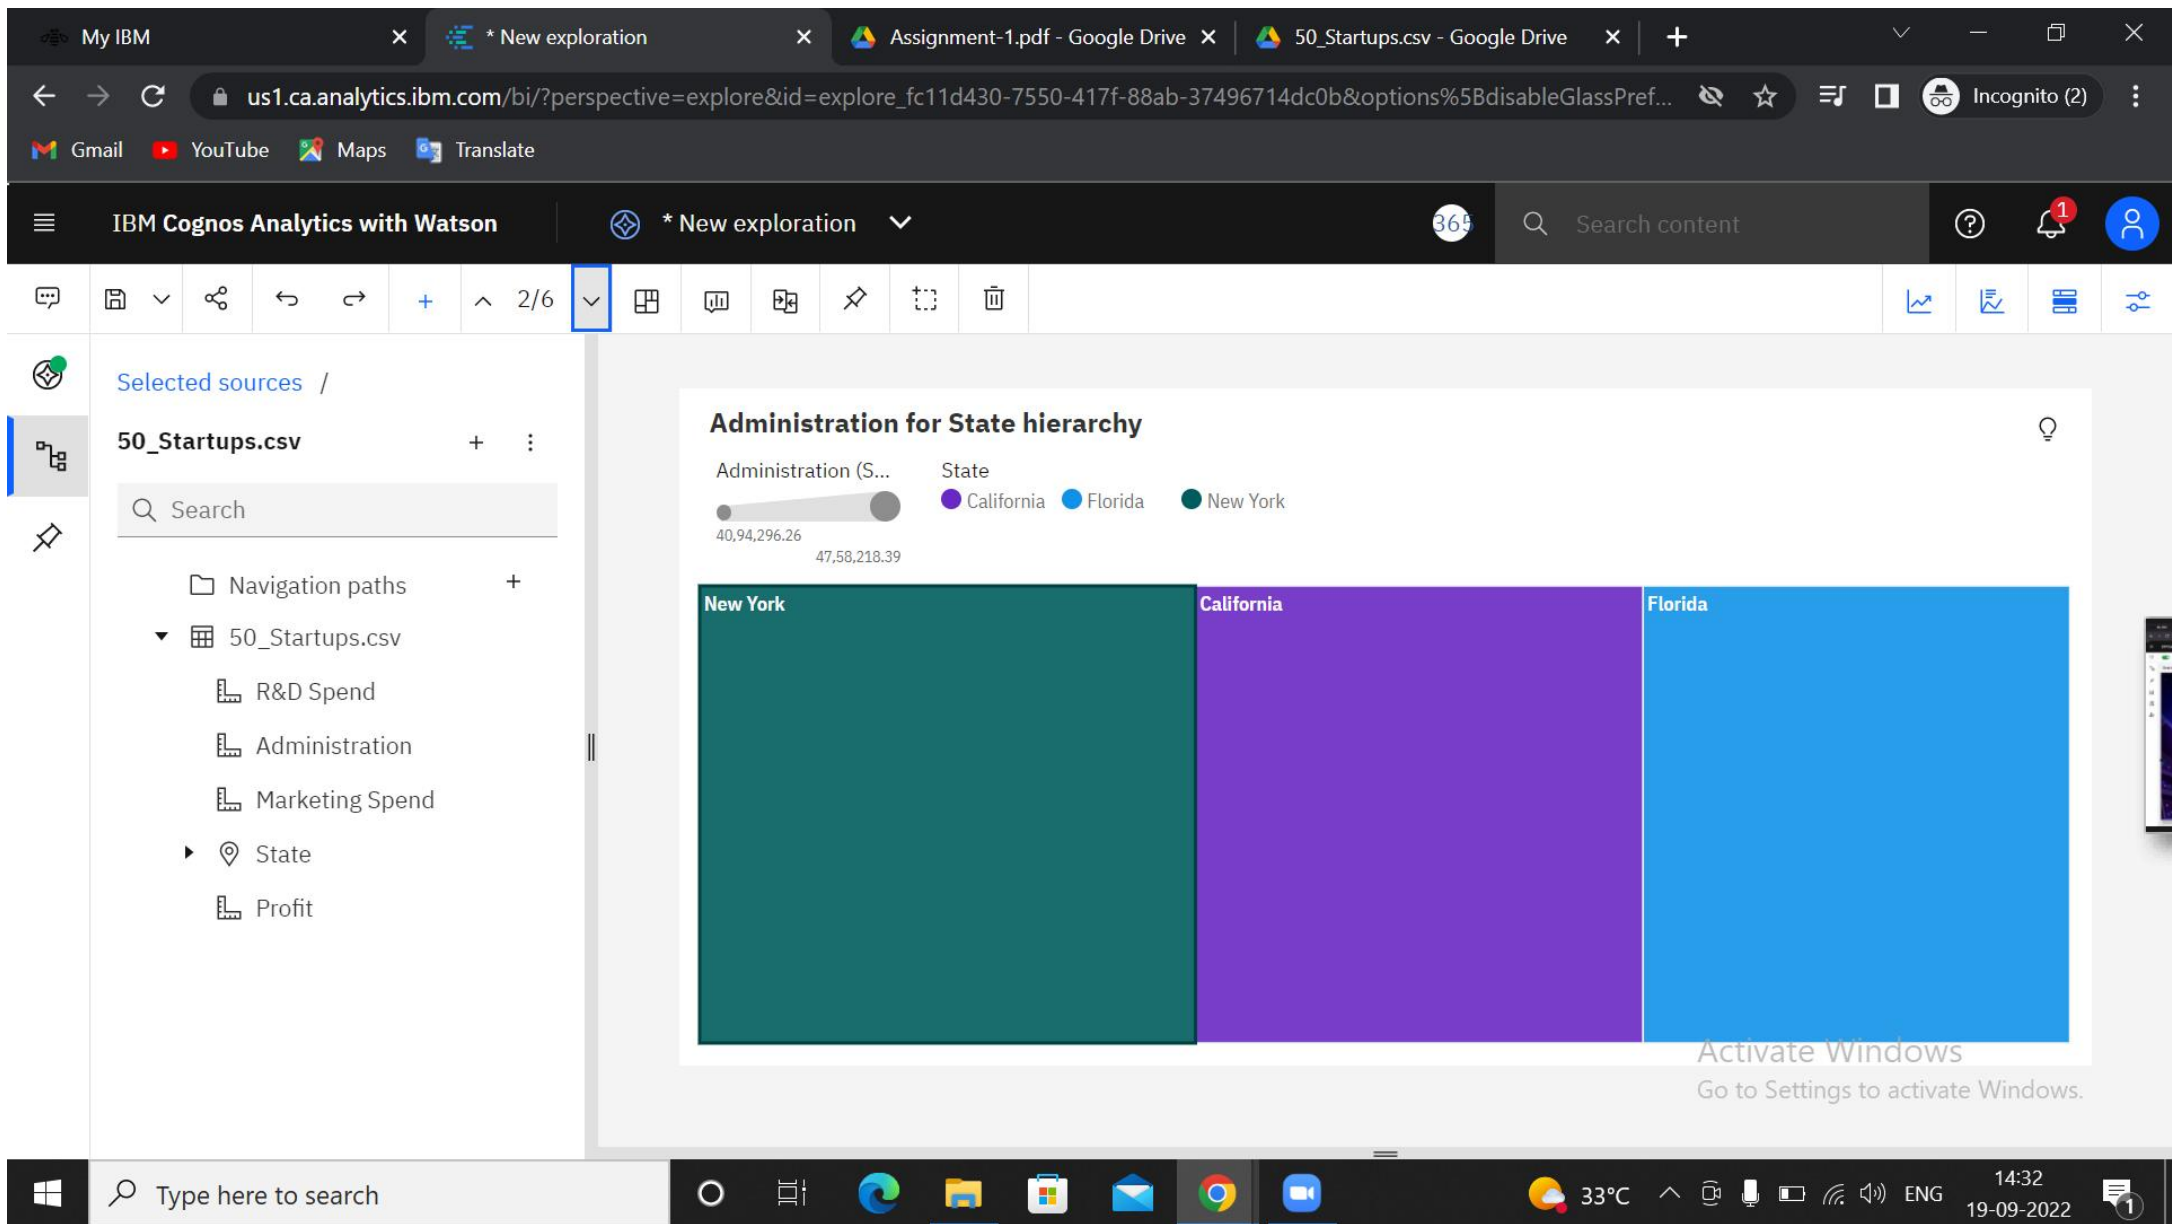 My IBM
* New exploration
Assignment-1.pdf - Google Drive
50_Startups.csv - Google Drive
us1.ca.analytics.ibm.com/bi/?perspective=explore&id=explore_fc11d430-7550-417f-88ab-37496714dc0b&options%5BdisableGlassPref...
Incognito (2)
Gmail
YouTube
Maps
Translate
IBM Cognos Analytics with Watson
* New exploration
365
Search content
1
2/6
Selected sources /
50_Startups.csv
Search
Navigation paths
50_Startups.csv
R&D Spend
Administration
Marketing Spend
State
Profit
Administration for State hierarchy
Administration (S...
State
California
Florida
New York
40,94,296.26
47,58,218.39
New York
California
Florida
Activate Windows
Go to Settings to activate Windows.
Type here to search
33°C
ENG
14:32
19-09-2022
1